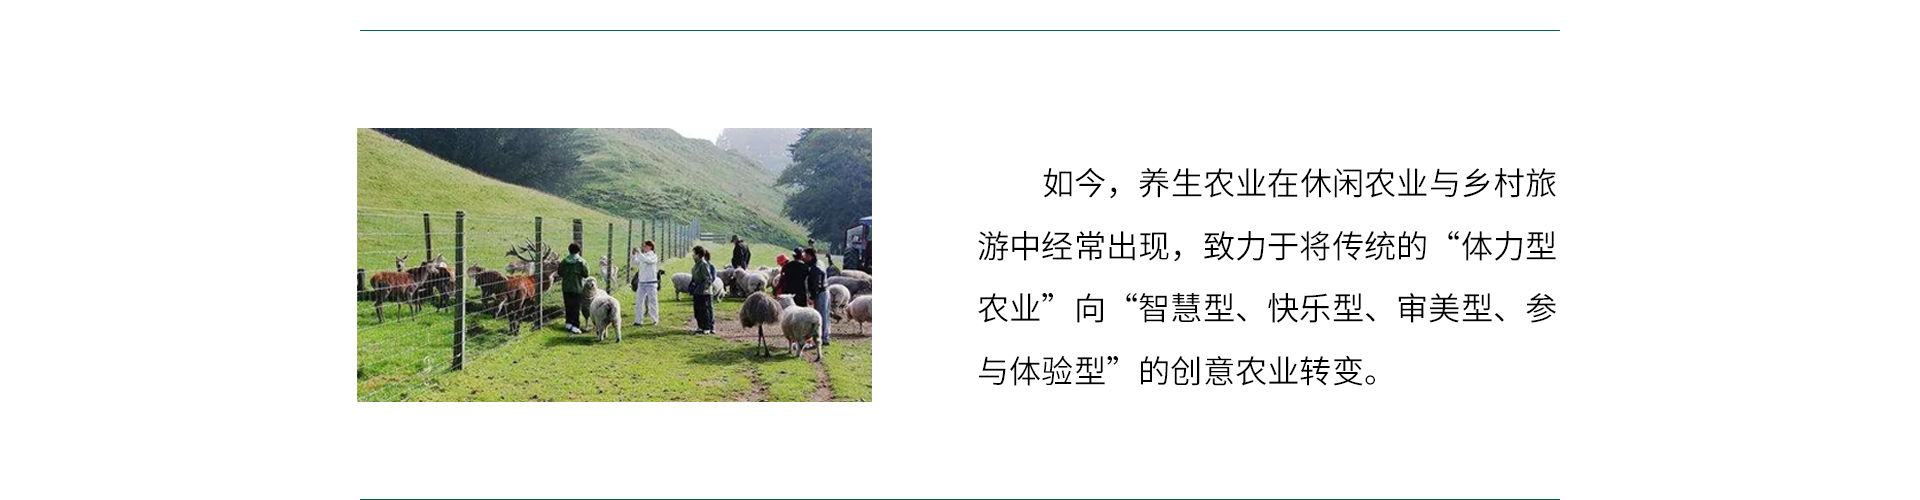 如今，养生农业在休闲农业与乡村旅
游中经常出现，致力于将传统的“体力型
农业”向“智慧型、快乐型、审美型、参
与体验型”的创意农业转变。